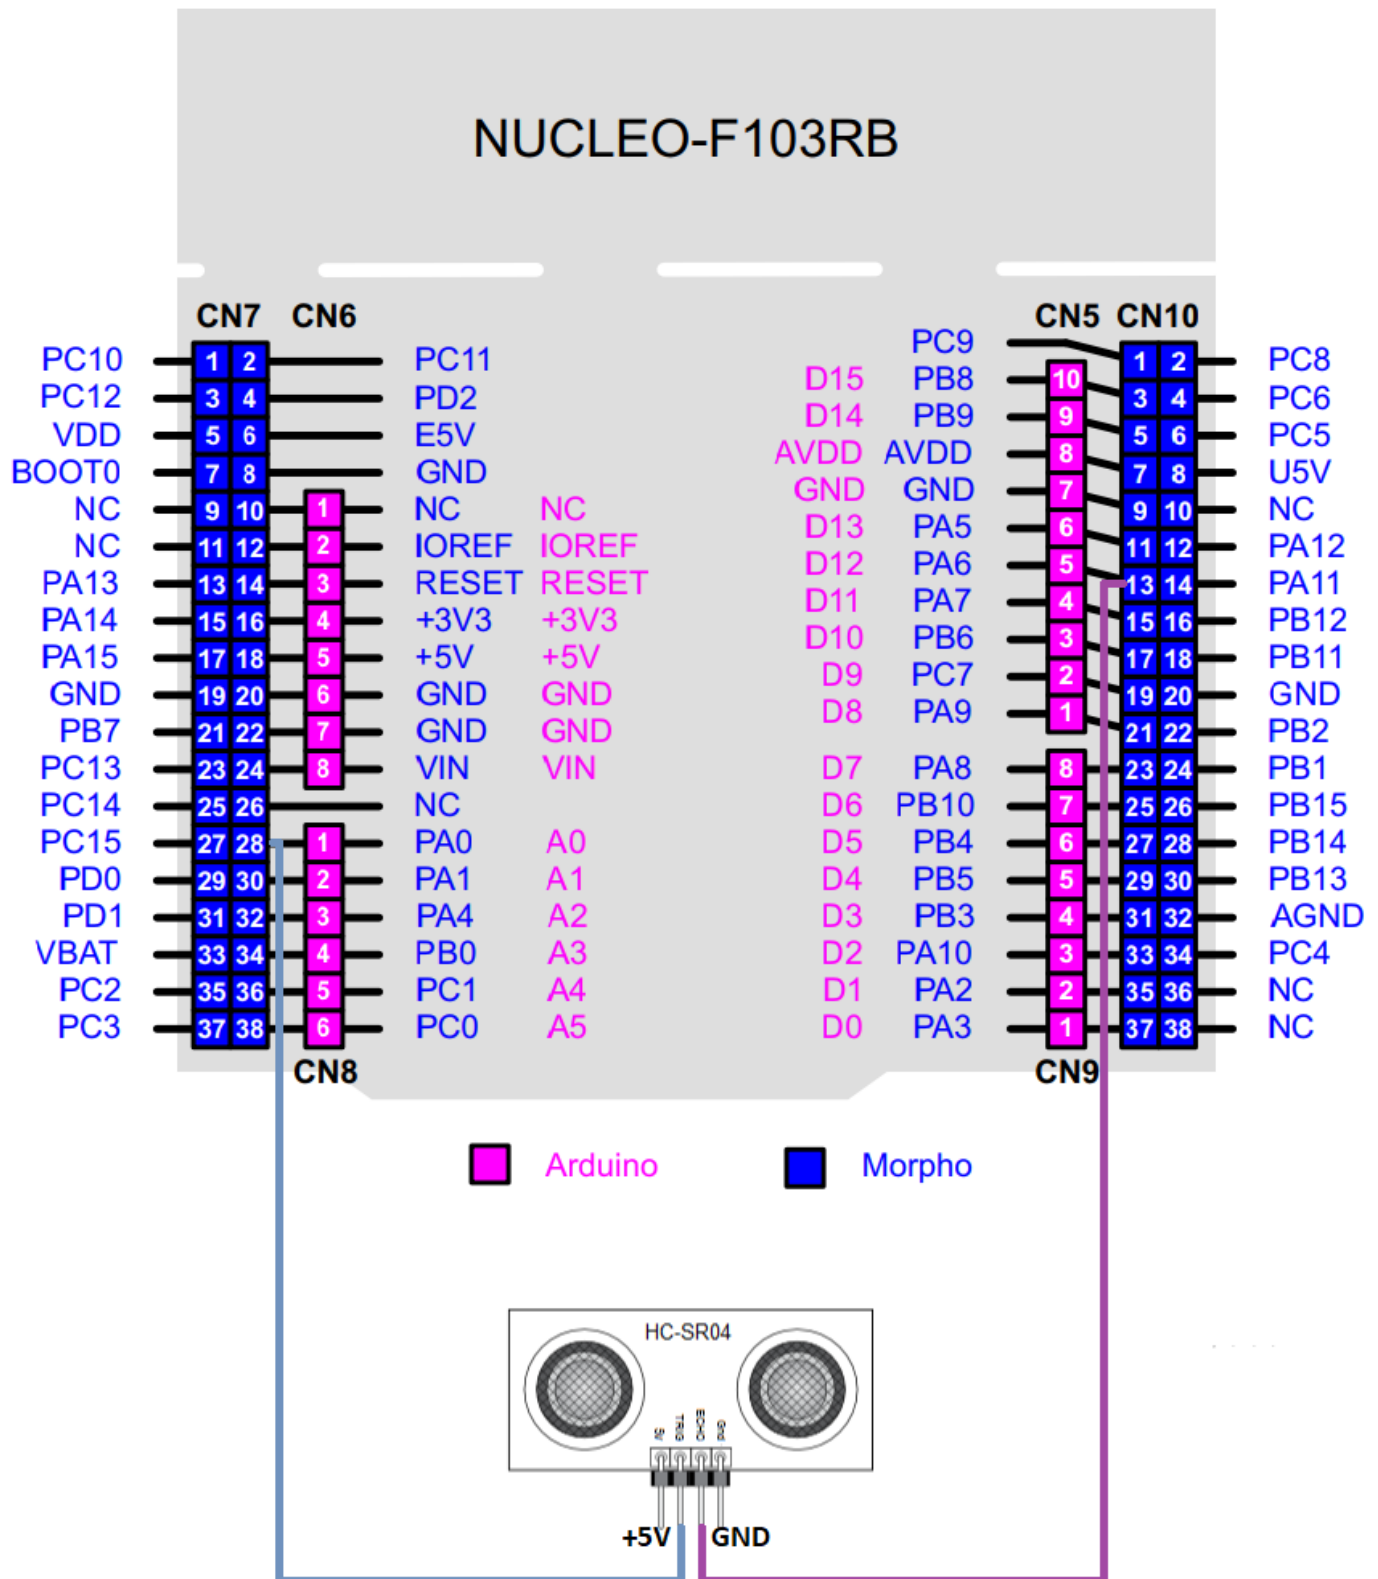 NUCLEO-F103RB
CN7 CN6 CN5 CN10
PC9
PC10 1 2 PC11 1 2 PC8
D15 PB8 10
PC12 3 4 PD2 3 4 PC6
D14 PB9 9
VDD 5 6 E5V 5 6 PC5
AVDD AVDD 8
BOOT0 7 8 GND 7 8 U5V
GND GND 7
NC 9 10 1 NC NC 9 10 NC
D13 PA5 6
NC 11 12 2 IOREF IOREF 11 12 PA12
D12 PA6 5
PA13 13 14 3 RESET RESET 13 14 PA11
D11 PA7 4
PA14 15 16 4 +3V3 +3V3 15 16 PB12
D10 PB6 3
PA15 17 18 5 +5V +5V 17 18 PB11
D9 PC7 2
GND 19 20 6 GND GND 19 20 GND
D8 PA9 1
PB7 21 22 7 GND GND 21 22 PB2
PC13 23 24 8 VIN VIN D7 PA8 8 23 24 PB1
PC14 25 26 NC D6 PB10 7 25 26 PB15
PC15 27 28 1 PA0 A0 D5 PB4 6 27 28 PB14
PD0 29 30 2 PA1 A1 D4 PB5 5 29 30 PB13
PD1 31 32 3 PA4 A2 D3 PB3 4 31 32 AGND
VBAT 33 34 4 PB0 A3 D2 PA10 3 33 34 PC4
PC2 35 36 5 PC1 A4 D1 PA2 2 35 36 NC
PC3 37 38 6 PC0 A5 D0 PA3 1 37 38 NC
CN8 CN9
Arduino Morpho
HC-SR04
5V TRIG ECHO Gnd
+5V GND